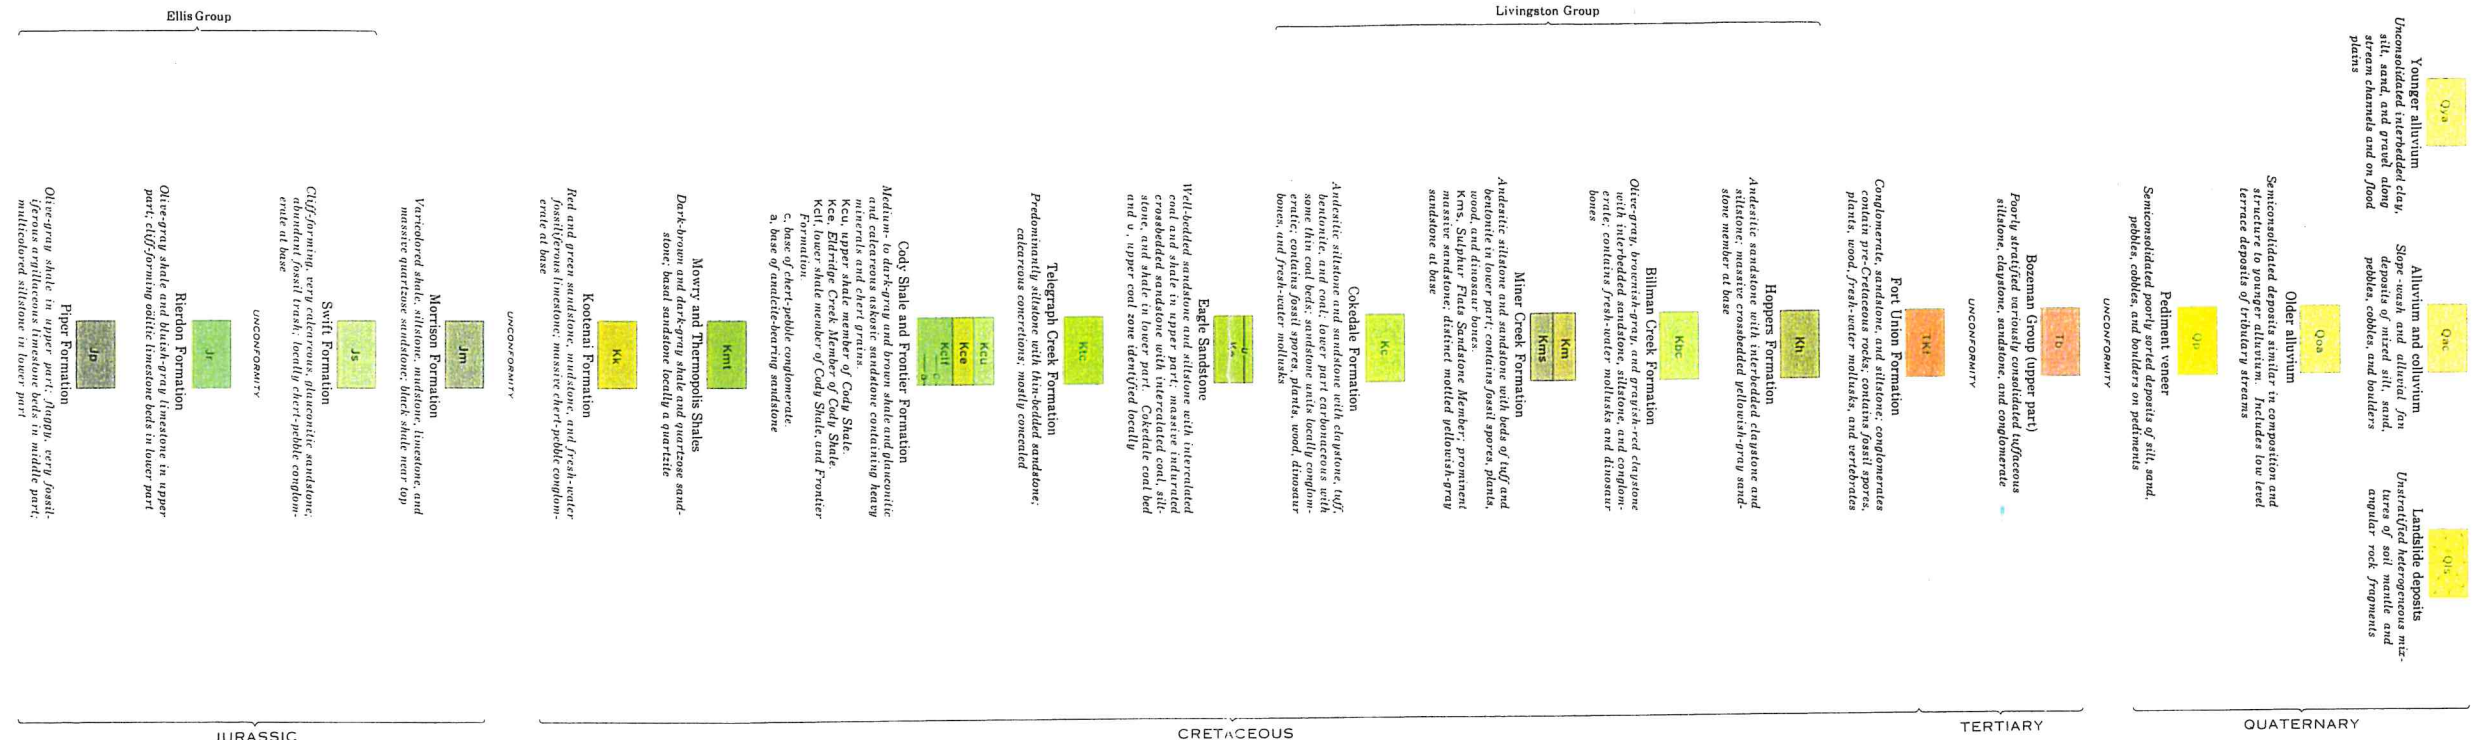 Qya
Younger alluvium
Unconsolidated interbedded clay,
silt, sand, and gravel along
stream channels and on flood
plains
Qac
Alluvium and colluvium
Slope-wash and alluvial fan
deposits of mixed silt, sand,
pebbles, cobbles, and boulders
Qls
Landslide deposits
Unstratified heterogeneous mix-
tures of soil mantle and
angular rock fragments
Qoa
Older alluvium
Semiconsolidated deposits similar in composition and
structure to younger alluvium. Includes low level
terrace deposits of tributary streams
Qp
Pediment veneer
Semiconsolidated poorly sorted deposits of silt, sand,
pebbles, cobbles, and boulders on pediments
QUATERNARY
UNCONFORMITY
Tb
Bozeman Group (upper part)
Poorly stratified variously consolidated tuffaceous
siltstone, claystone, sandstone, and conglomerate
UNCONFORMITY
TKf
Fort Union Formation
Conglomerate, sandstone, and siltstone; conglomerates
contain pre-Cretaceous rocks; contains fossil spores,
plants, wood, fresh-water mollusks, and vertebrates
TERTIARY
Livingston Group
Kh
Hoppers Formation
Andesitic sandstone with interbedded claystone and
siltstone; massive crossbedded yellowish-gray sand-
stone member at base
Kbc
Billman Creek Formation
Olive-gray, brownish-gray, and grayish-red claystone
with interbedded sandstone, siltstone, and conglom-
erate; contains fresh-water mollusks and dinosaur
bones
Km
Kms
Miner Creek Formation
Andesitic siltstone and sandstone with beds of tuff and
bentonite in lower part; contains fossil spores, plants,
wood, and dinosaur bones.
Kms, Sulphur Flats Sandstone Member; prominent
massive sandstone; distinct mottled yellowish-gray
sandstone at base
Kc
Cokedale Formation
Andesitic siltstone and sandstone with claystone, tuff,
bentonite, and coal; lower part carbonaceous with
some thin coal beds; sandstone units locally conglom-
eratic; contains fossil spores, plants, wood, dinosaur
bones, and fresh-water mollusks
U
Ke
Eagle Sandstone
Well-bedded sandstone and siltstone with intercalated
coal and shale in upper part; massive indurated
crossbedded sandstone with intercalated coal, silt-
stone, and shale in lower part. Cokedale coal bed
and U, upper coal zone identified locally
Ktc
Telegraph Creek Formation
Predominantly siltstone with thin-bedded sandstone;
calcareous concretions; mostly concealed
Kcu
Kce
Kclf
c
a
Cody Shale and Frontier Formation
Medium- to dark-gray and brown shale and glauconitic
and calcareous arkosic sandstone containing heavy
minerals and chert grains.
Kcu, upper shale member of Cody Shale.
Kce, Eldridge Creek Member of Cody Shale.
Kclf, lower shale member of Cody Shale, and Frontier
Formation.
c, base of chert-pebble conglomerate.
a, base of analcite-bearing sandstone
Kmt
Mowry and Thermopolis Shales
Dark-brown and dark-gray shale and quartzose sand-
stone; basal sandstone locally a quartzite
Kk
Kootenai Formation
Red and green sandstone, mudstone, and fresh-water
fossiliferous limestone; massive chert-pebble conglom-
erate at base
CRETACEOUS
UNCONFORMITY
Jm
Morrison Formation
Varicolored shale, siltstone, mudstone, limestone, and
massive quartzose sandstone; black shale near top
Ellis Group
Js
Swift Formation
Cliff-forming, very calcareous, glauconitic sandstone;
abundant fossil trash; locally chert-pebble conglom-
erate at base
UNCONFORMITY
Jr
Rierdon Formation
Olive-gray shale and bluish-gray limestone in upper
part; cliff-forming oölitic limestone beds in lower part
Jp
Piper Formation
Olive-gray shale in upper part; flaggy, very fossil-
iferous argillaceous limestone beds in middle part;
multicolored siltstone in lower part
JURASSIC